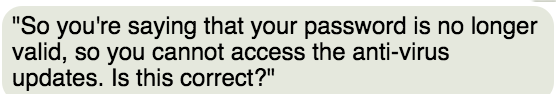 "So you're saying that your password is no longer
valid, so you cannot access the anti-virus
updates. Is this correct?"